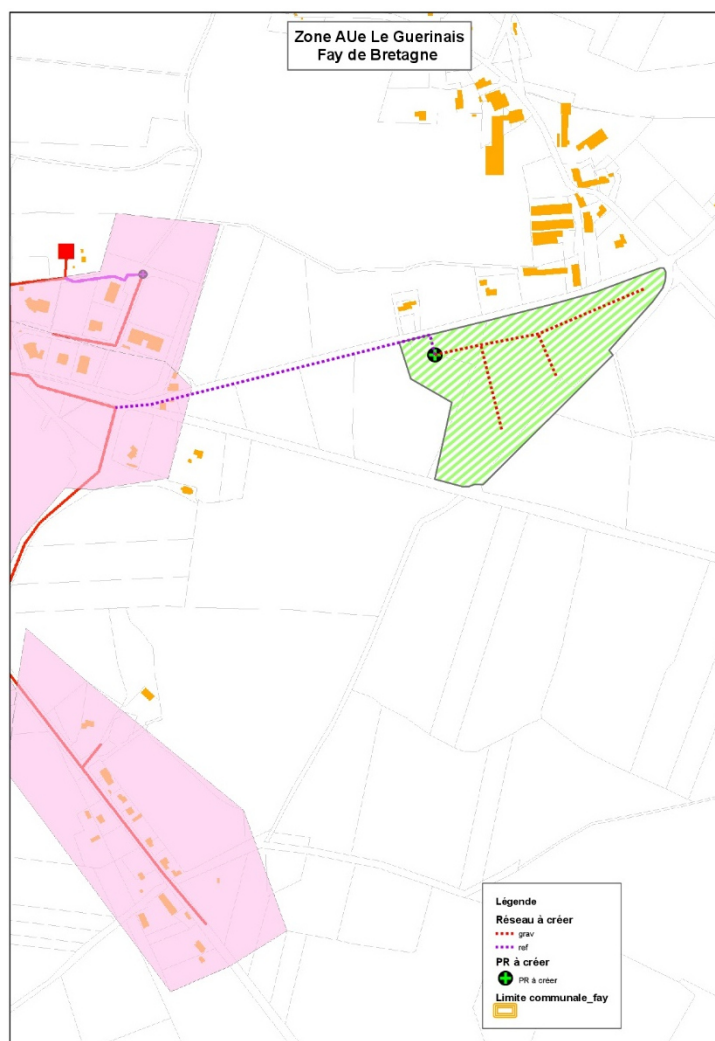 Zone AUe Le Guerinais
Fay de Bretagne
Légende
Réseau à créer
grav
ref
PR à créer
PR à créer
Limite communale_fay